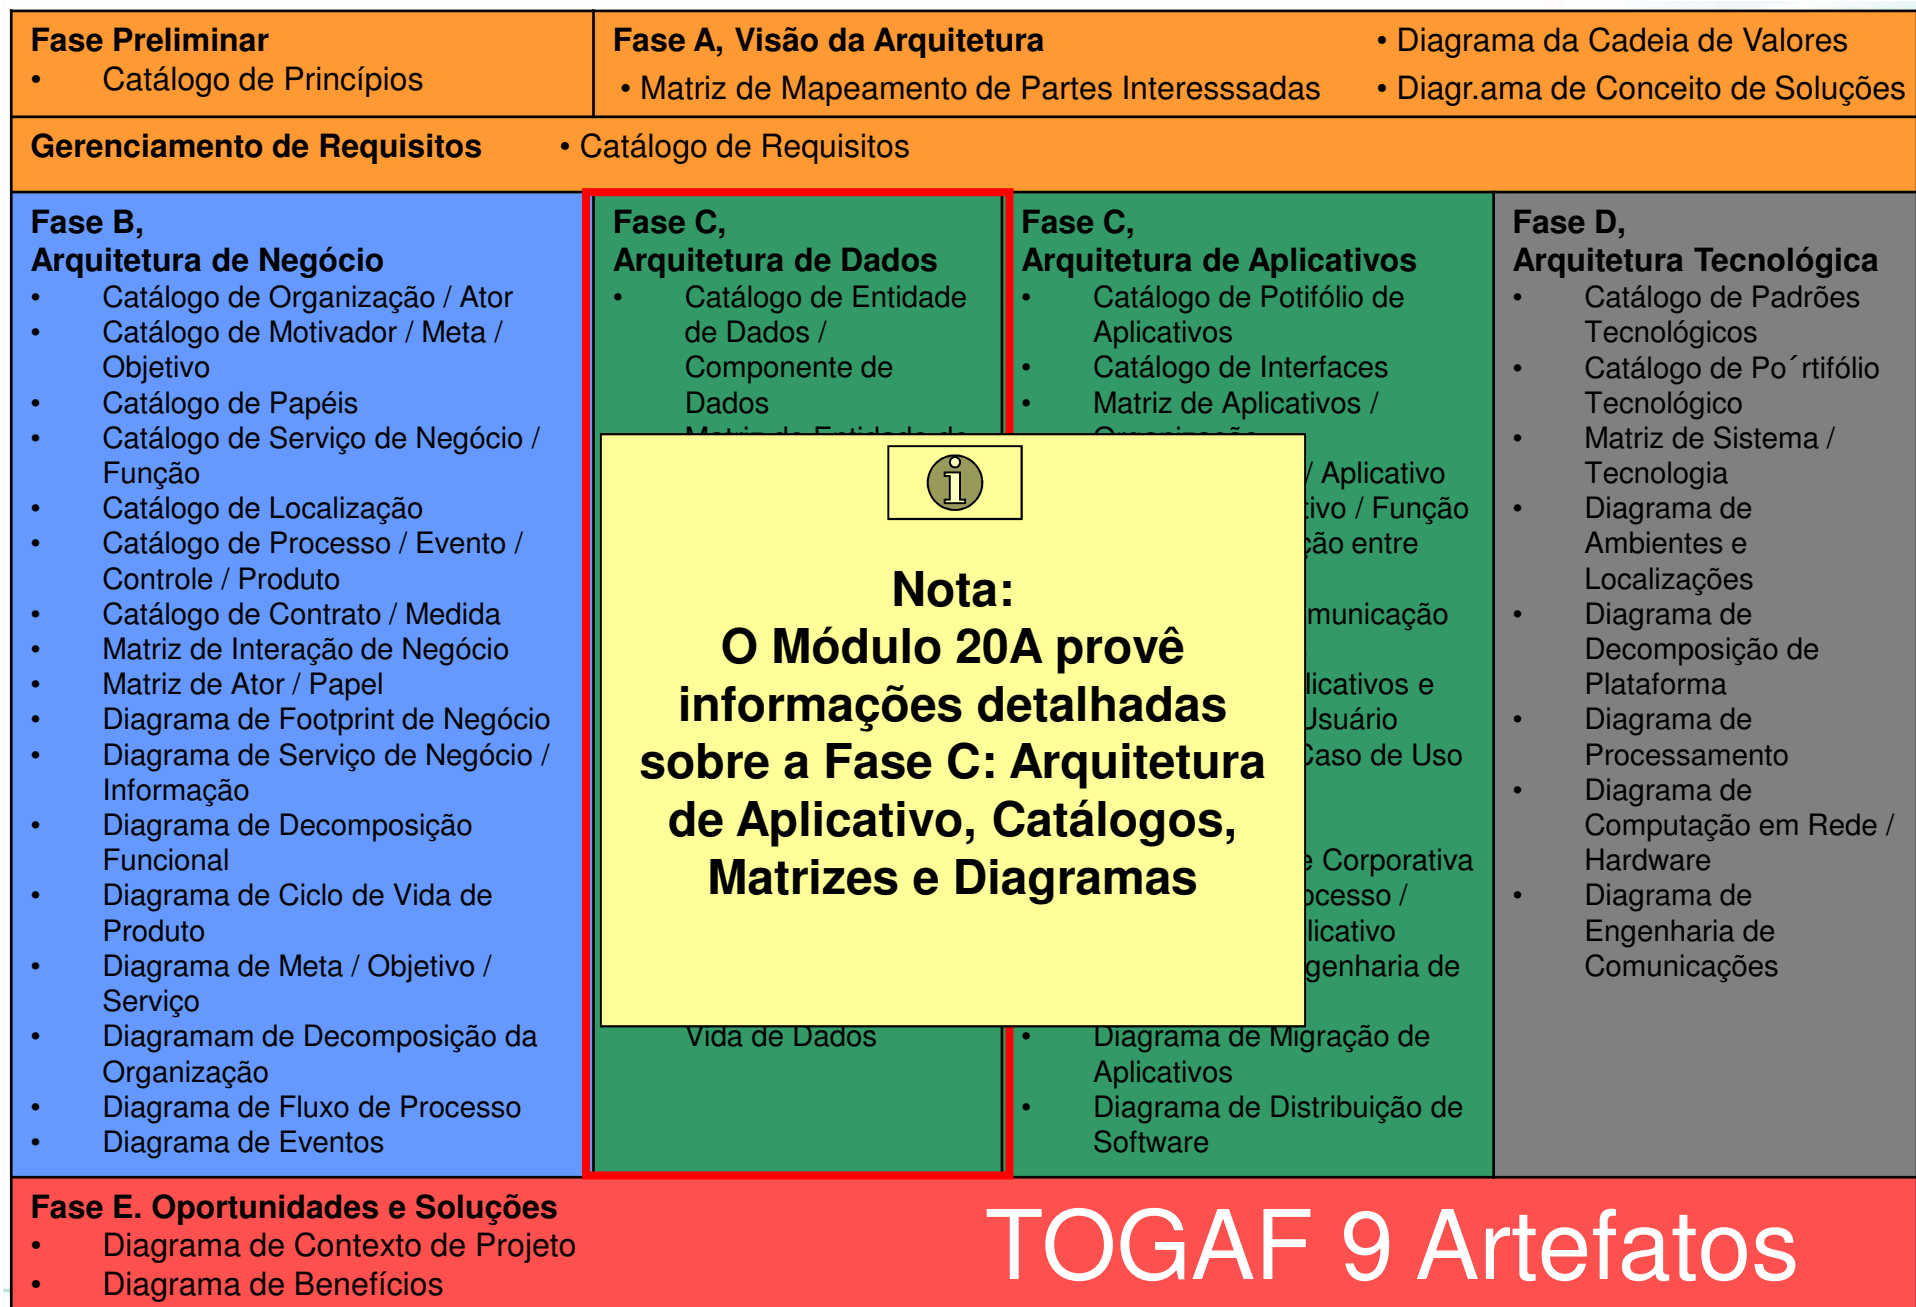 Fase Preliminar
• Catálogo de Princípios
Fase A, Visão da Arquitetura
• Matriz de Mapeamento de Partes Interesssadas
• Diagrama da Cadeia de Valores
• Diagr.ama de Conceito de Soluções
Gerenciamento de Requisitos • Catálogo de Requisitos
Fase B,
Arquitetura de Negócio
• Catálogo de Organização / Ator
• Catálogo de Motivador / Meta /
Objetivo
• Catálogo de Papéis
• Catálogo de Serviço de Negócio /
Função
• Catálogo de Localização
• Catálogo de Processo / Evento /
Controle / Produto
• Catálogo de Contrato / Medida
• Matriz de Interação de Negócio
• Matriz de Ator / Papel
• Diagrama de Footprint de Negócio
• Diagrama de Serviço de Negócio /
Informação
• Diagrama de Decomposição
Funcional
• Diagrama de Ciclo de Vida de
Produto
• Diagrama de Meta / Objetivo /
Serviço
• Diagramam de Decomposição da
Organização
• Diagrama de Fluxo de Processo
• Diagrama de Eventos
Fase C,
Arquitetura de Dados
• Catálogo de Entidade
de Dados /
Componente de
Dados
Matriz de Entidade de
Vida de Dados
Fase C,
Arquitetura de Aplicativos
• Catálogo de Potifólio de
Aplicativos
• Catálogo de Interfaces
• Matriz de Aplicativos /
Organização
/ Aplicativo
/ Função
entre
e
Caso de Uso
Corporativa
/
de
• Diagrama de Migração de
Aplicativos
• Diagrama de Distribuição de
Software
Nota:
O Módulo 20A provê
informações detalhadas
sobre a Fase C: Arquitetura
de Aplicativo, Catálogos,
Matrizes e Diagramas
Fase D,
Arquitetura Tecnológica
• Catálogo de Padrões
Tecnológicos
• Catálogo de Po´rtifólio
Tecnológico
• Matriz de Sistema /
Tecnologia
• Diagrama de
Ambientes e
Localizações
• Diagrama de
Decomposição de
Plataforma
• Diagrama de
Processamento
• Diagrama de
Computação em Rede /
Hardware
• Diagrama de
Engenharia de
Comunicações
Fase E. Oportunidades e Soluções
• Diagrama de Contexto de Projeto
• Diagrama de Benefícios
TOGAF 9 Artefatos